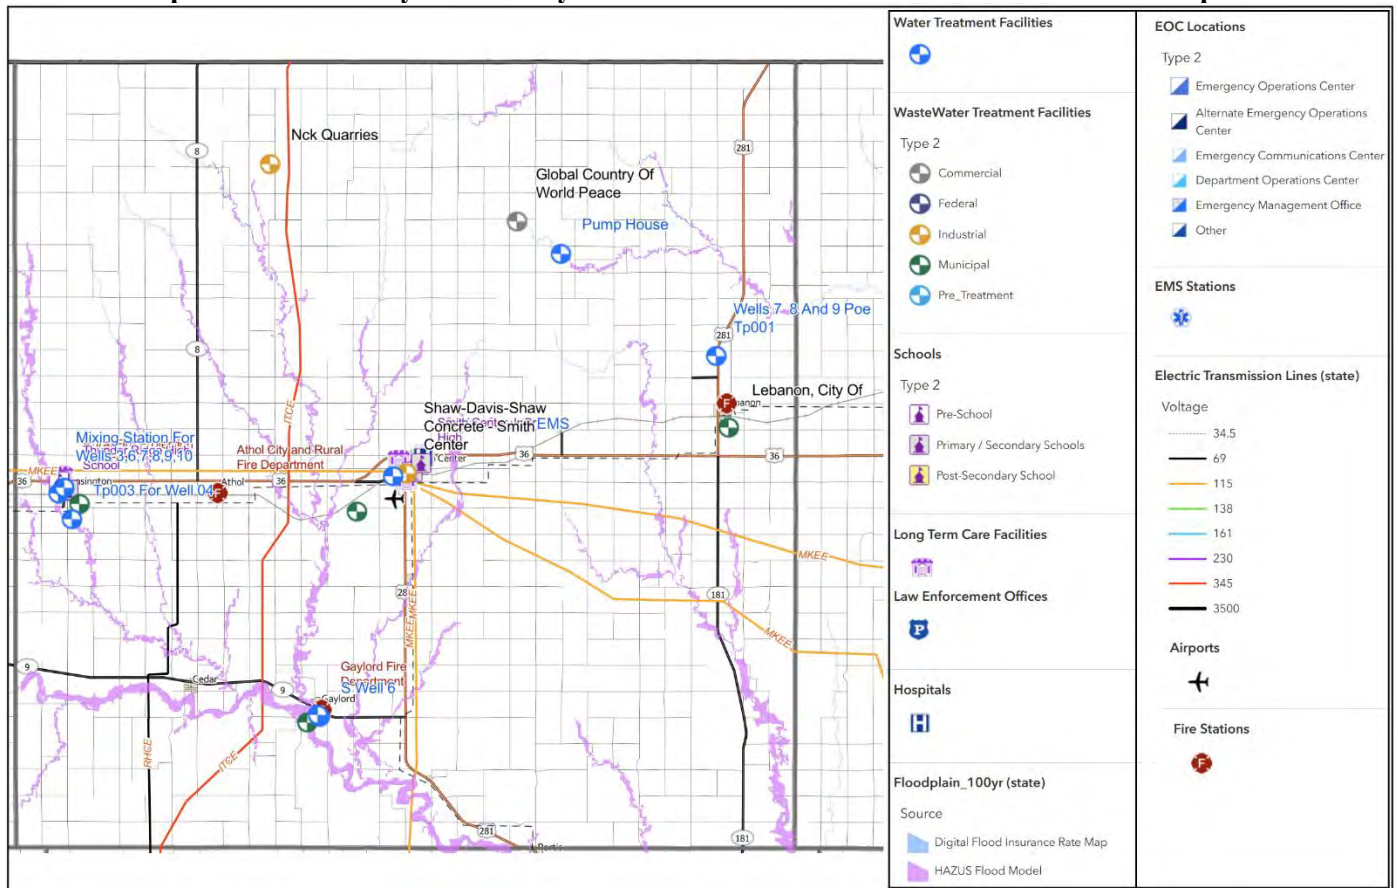 8
Nck Quarries
281
Global Country Of
World Peace
Pump House
8
Wells 7 8 And 9 Poe
Tp001
281
ITCE
Lebanon, City Of
Shaw-Davis-Shaw
Concrete - Smith
Center
High
EMS
Center
36
36
Mixing Station For
Wells-3,6,7,8,9,10
School
MKEE
36
Athol City and Rural
Fire Department
36
Athol
Tp003 For Well 04
MKEE
MKEE
MKEE
181
MKEE
9
Cedar
9
Gaylord Fire
Department
S Well 6
Gaylord
RHCE
ITCE
281
181
Water Treatment Facilities
WasteWater Treatment Facilities
Type 2
Commercial
Federal
Industrial
Municipal
Pre_Treatment
Schools
Type 2
Pre-School
Primary / Secondary Schools
Post-Secondary School
Long Term Care Facilities
Law Enforcement Offices
P
Hospitals
H
Floodplain_100yr (state)
Source
Digital Flood Insurance Rate Map
HAZUS Flood Model
EOC Locations
Type 2
Emergency Operations Center
Alternate Emergency Operations
Center
Emergency Communications Center
Department Operations Center
Emergency Management Office
Other
EMS Stations
Electric Transmission Lines (state)
Voltage
34.5
69
115
138
161
230
345
3500
Airports
Fire Stations
F